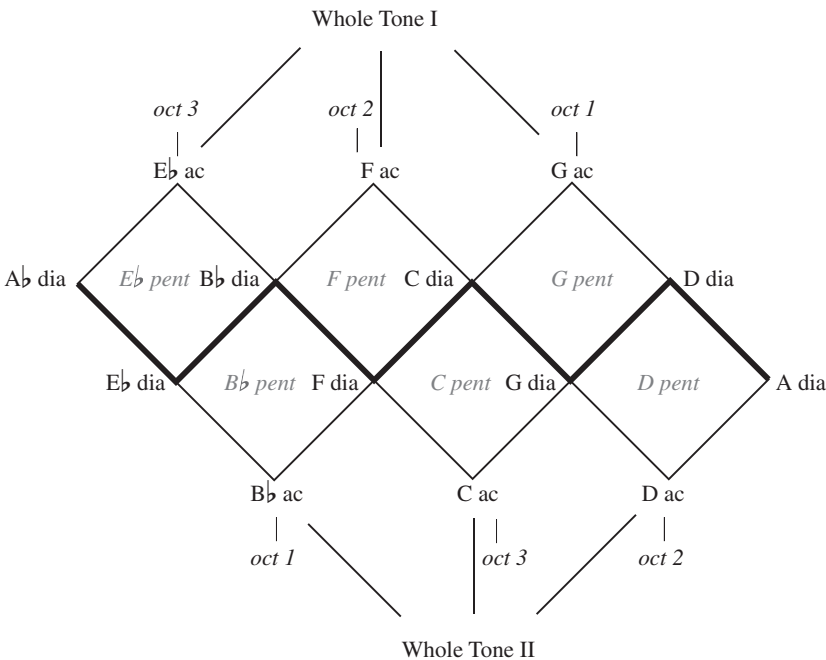 Whole Tone I
oct 3 oct 2 oct 1
E♭ ac F ac G ac
A♭ dia E♭ pent B♭ dia F pent C dia G pent D dia
E♭ dia B♭ pent F dia C pent G dia D pent A dia
B♭ ac C ac D ac
oct 1 oct 3 oct 2
Whole Tone II